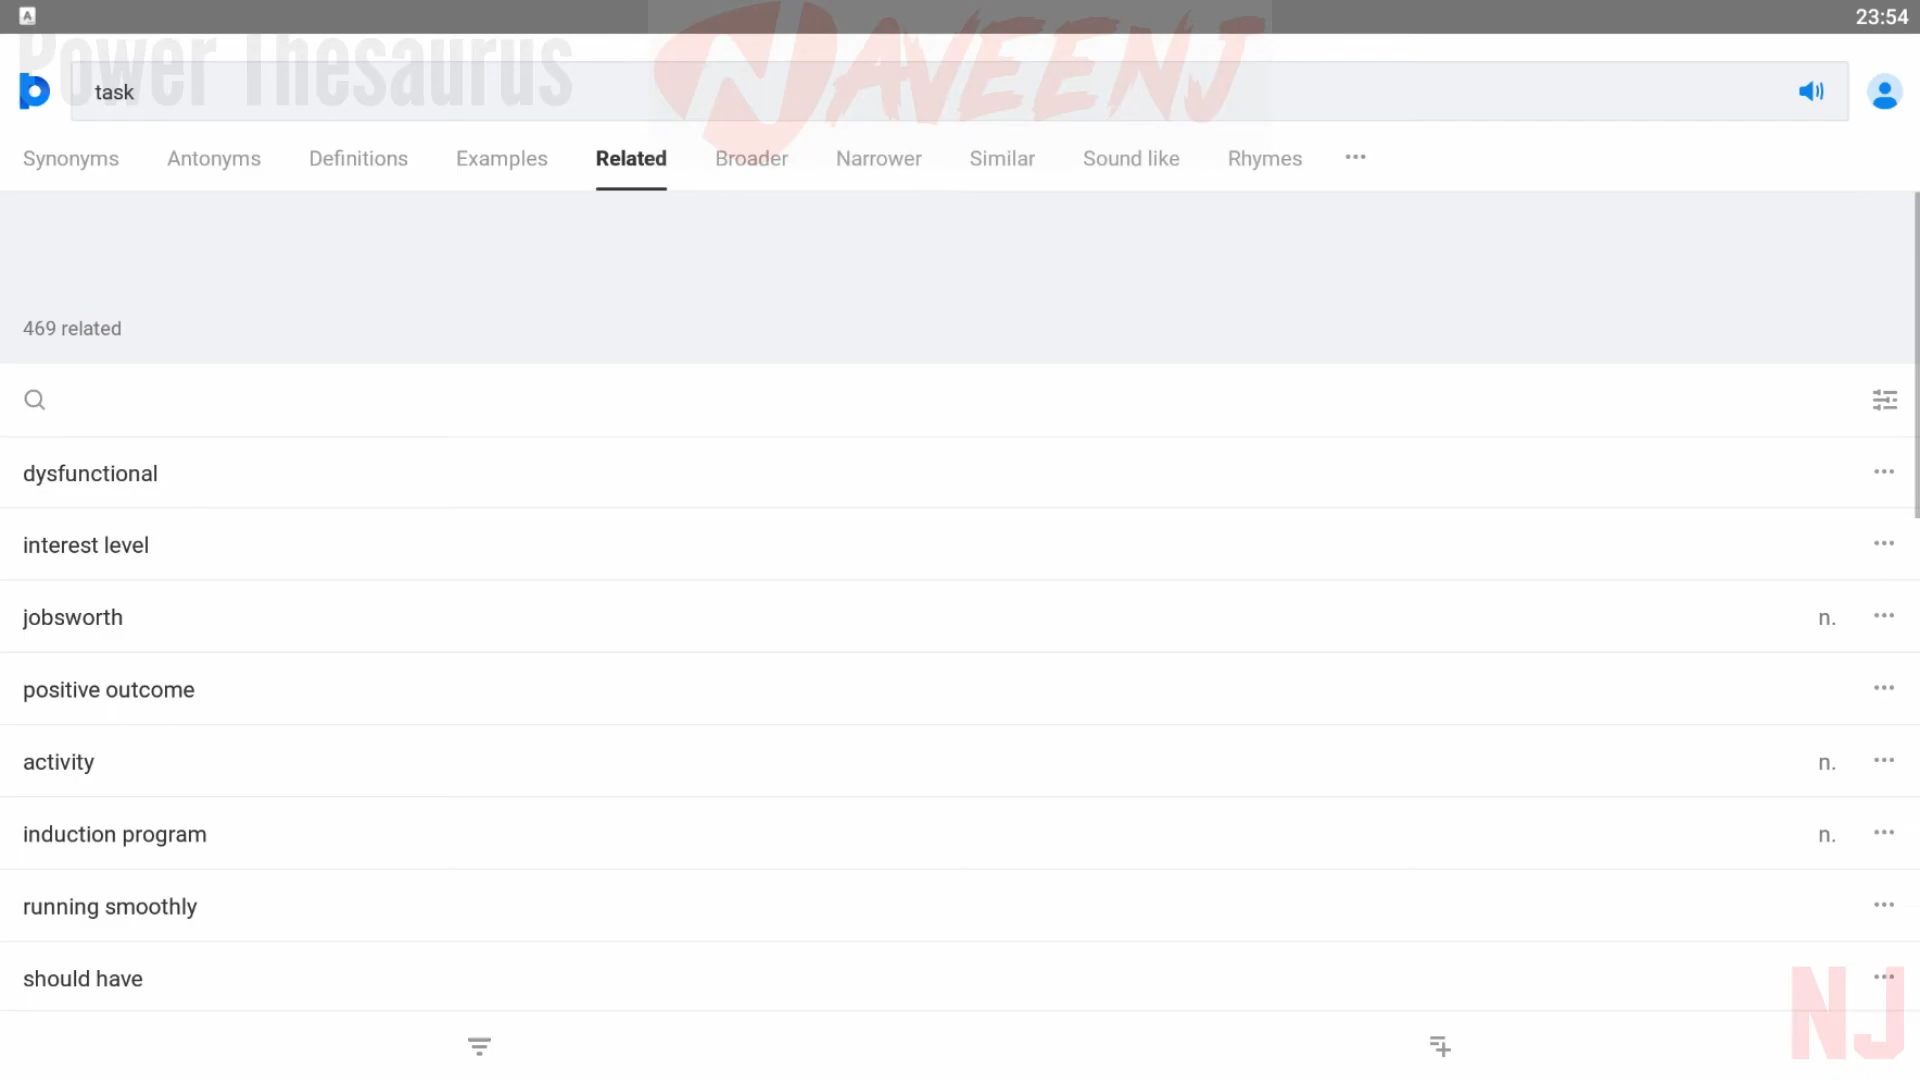 A
23:54
Power Thesaurus
NAVEENJ
task
Synonyms Antonyms Definitions Examples Related Broader Narrower Similar Sound like Rhymes
469 related
dysfunctional
interest level
jobsworth n.
positive outcome
activity n.
induction program n.
running smoothly
should have
NJ